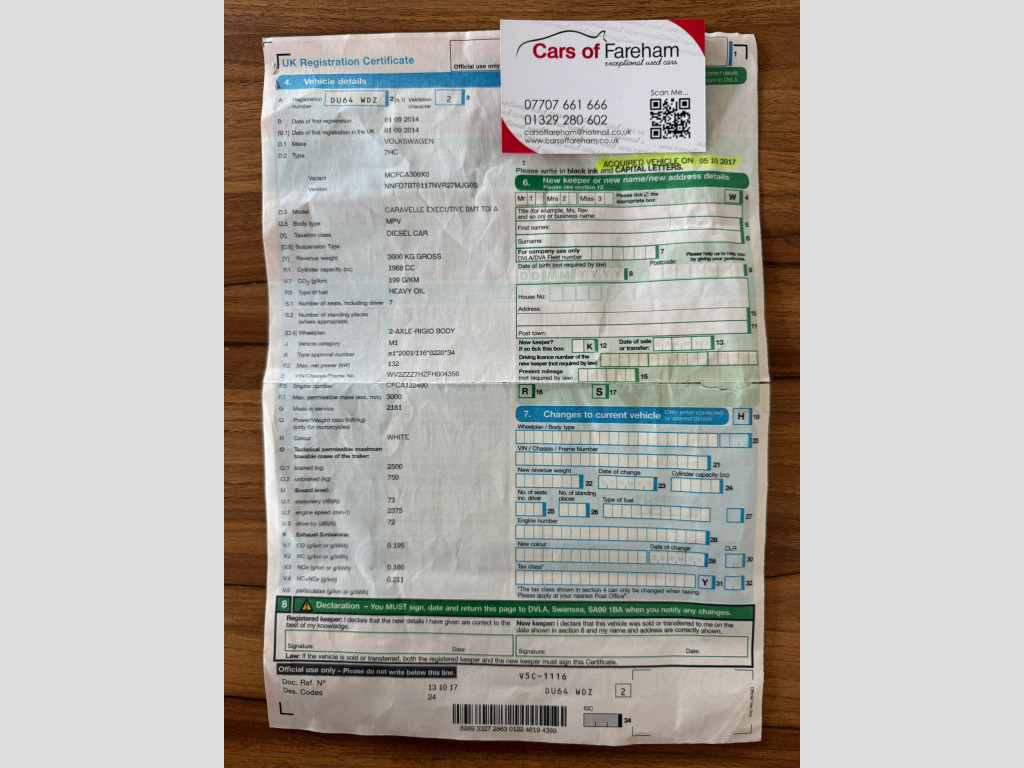 UK Registration Certificate
Official use only
1
4. Vehicle details
A Registration number DU64 WDZ 2 [A.1] Validation character 2 3
B Date of first registration 01 09 2014
[B.1] Date of first registration in the UK 01 09 2014
D.1 Make VOLKSWAGEN
D.2 Type 7HC
Variant MCFCA300X0
Version NNFD7BT0117NVR27MJG0S
D.3 Model CARAVELLE EXECUTIVE BMT TDI A
D.5 Body type MPV
[X] Taxation class DIESEL CAR
[D.6] Suspension Type
[Y] Revenue weight 3000 KG GROSS
P.1 Cylinder capacity (cc) 1968 CC
V.7 CO2 (g/km) 199 G/KM
P.3 Type of fuel HEAVY OIL
S.1 Number of seats, including driver 7
S.2 Number of standing places (where appropriate)
[D.4] Wheelplan 2-AXLE-RIGID BODY
J Vehicle category M1
K Type approval number e1*2001/116*0220*34
P.2 Max. net power (kW) 132
E VIN/Chassis/Frame No. WV2ZZZ7HZFH004356
P.5 Engine number CFCA122490
F.1 Max. permissible mass (exc. m/c) 3000
G Mass in service 2181
Q Power/Weight ratio (kW/kg) (only for motorcycles)
R Colour WHITE
O Technical permissible maximum towable mass of the trailer:
O.1 braked (kg) 2500
O.2 unbraked (kg) 750
U Sound level:
U.1 stationary (dB(A)) 73
U.2 engine speed (min-1) 2375
U.3 drive-by (dB(A)) 72
V Exhaust Emissions:
V.1 CO (g/km or g/kWh) 0.195
V.2 HC (g/km or g/kWh)
V.3 NOx (g/km or g/kWh) 0.180
V.4 HC+NOx (g/km) 0.211
V.5 particulates (g/km or g/kWh)
Cars of Fareham
exceptional used cars
Scan Me...
07707 661 666
01329 280 602
carsoffareham@hotmail.co.uk
www.carsoffareham.co.uk
ACQUIRED VEHICLE ON 05 10 2017
Please write in black ink and CAPITAL LETTERS.
6. New keeper or new name/new address details
Please see section 12
Mr 1 Mrs 2 Miss 3 Please tick the appropriate box W 4
Title (for example, Ms, Rev and so on) or business name:
First names: 5
Surname: 6
For company use only
DVLA/DVA Fleet number 7
Postcode: Please help us to help you by giving your postcode.
Date of birth (not required by law) 8 9
House No:
Address: 10
11
Post town:
New keeper? If so tick this box: K 12 Date of sale or transfer: 13
Driving licence number of the new keeper (not required by law)
Present mileage (not required by law) 15
R 16 S 17
7. Changes to current vehicle Only enter corrected or altered details H 19
Wheelplan / Body type 20
VIN / Chassis / Frame Number 21
New revenue weight 22 Date of change 23 Cylinder capacity (cc) 24
No. of seats inc. driver 25 No. of standing places 26 Type of fuel 27
Engine number 28
New colour Date of change 29 CLR 30
Tax class* Y 31 32
*The tax class shown in section 4 can only be changed when taxing. Please apply at your nearest Post Office.
8 Declaration – You MUST sign, date and return this page to DVLA, Swansea, SA99 1BA when you notify any changes.
Registered keeper: I declare that the new details I have given are correct to the best of my knowledge.
New keeper: I declare that this vehicle was sold or transferred to me on the date shown in section 6 and my name and address are correctly shown.
Signature: Date: Signature: Date:
Law: If the vehicle is sold or transferred, both the registered keeper and the new keeper must sign this Certificate.
Official use only – Please do not write below this line.
V5C-1116
Doc. Ref. No 13 10 17 DU64 WDZ 2
Des. Codes 24
ISC 34
8269 3327 2863 0122 4619 4399